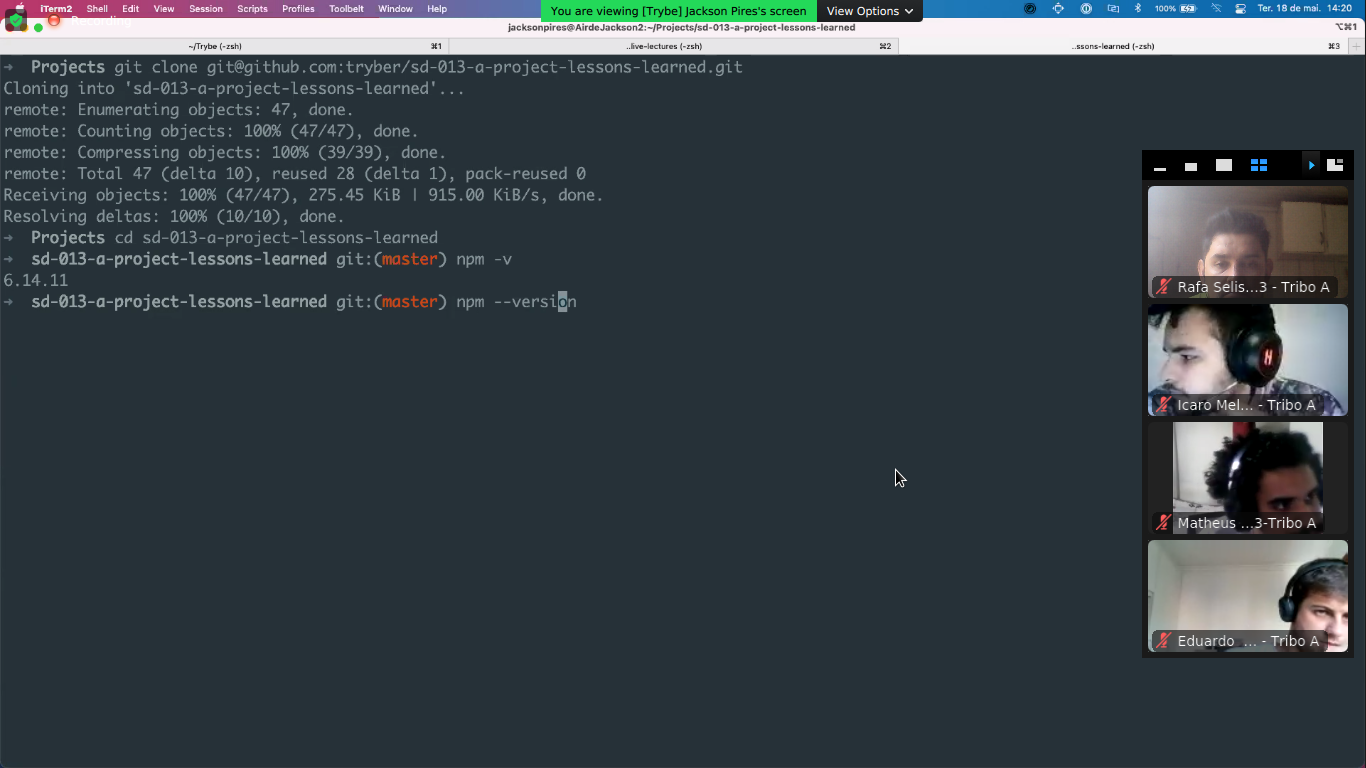 iTerm2 Shell Edit View Session Scripts Profiles Toolbelt Window Help
You are viewing [Trybe] Jackson Pires's screen View Options
100% Ter. 18 de mai. 14:20
Recording
jacksonpires@AirdeJackson2:~/Projects/sd-013-a-project-lessons-learned ⌥⌘1
~/Trybe (-zsh) ⌘1 ..live-lectures (-zsh) ⌘2 ..ssons-learned (-zsh) ⌘3 +
→ Projects git clone git@github.com:tryber/sd-013-a-project-lessons-learned.git
Cloning into 'sd-013-a-project-lessons-learned'...
remote: Enumerating objects: 47, done.
remote: Counting objects: 100% (47/47), done.
remote: Compressing objects: 100% (39/39), done.
remote: Total 47 (delta 10), reused 28 (delta 1), pack-reused 0
Receiving objects: 100% (47/47), 275.45 KiB | 915.00 KiB/s, done.
Resolving deltas: 100% (10/10), done.
→ Projects cd sd-013-a-project-lessons-learned
→ sd-013-a-project-lessons-learned git:(master) npm -v
6.14.11
→ sd-013-a-project-lessons-learned git:(master) npm --version
Rafa Selis...3 - Tribo A
Icaro Mel... - Tribo A
Matheus ...3-Tribo A
Eduardo ... - Tribo A